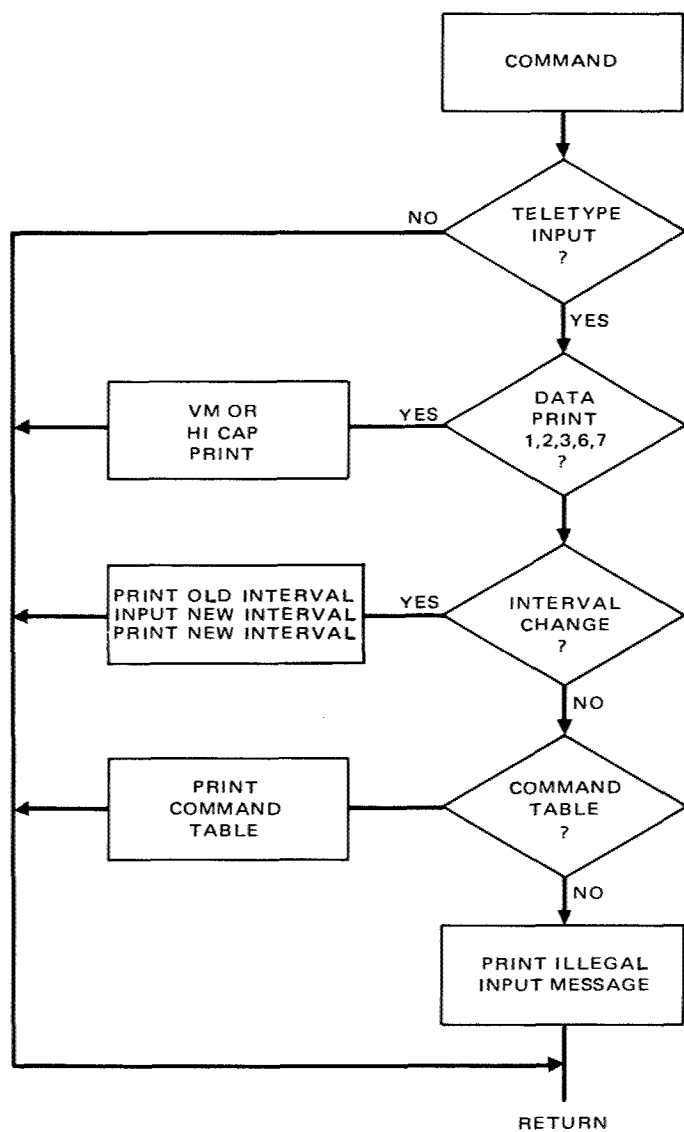 COMMAND
TELETYPE
INPUT
?
NO
YES
DATA
PRINT
1,2,3,6,7
?
YES
VM OR
HI CAP
PRINT
INTERVAL
CHANGE
?
YES
PRINT OLD INTERVAL
INPUT NEW INTERVAL
PRINT NEW INTERVAL
NO
COMMAND
TABLE
?
PRINT
COMMAND
TABLE
NO
PRINT ILLEGAL
INPUT MESSAGE
RETURN